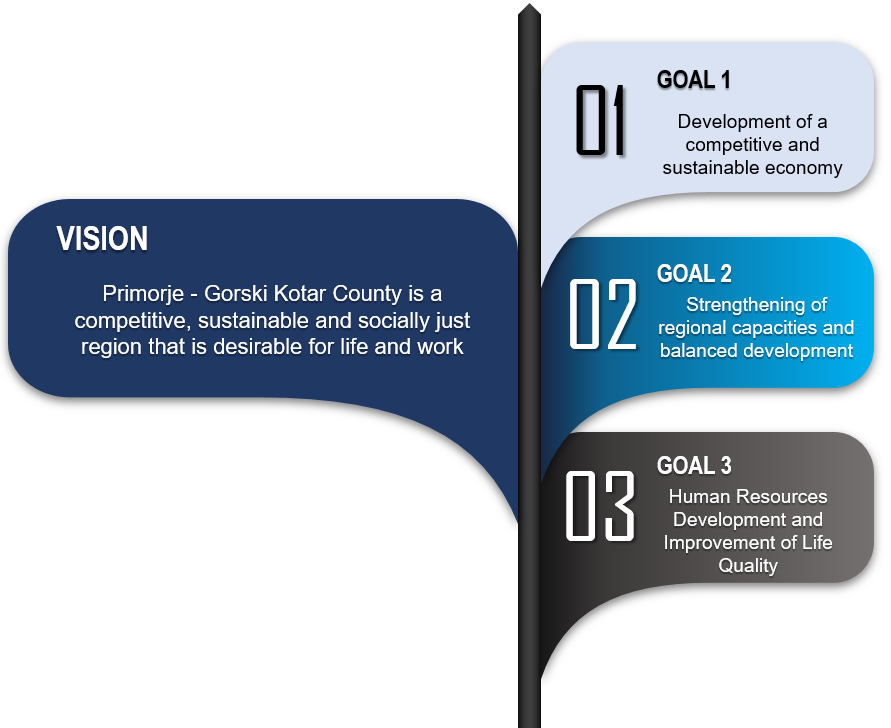 VISION
Primorje - Gorski Kotar County is a
competitive, sustainable and socially just
region that is desirable for life and work
01
GOAL 1
Development of a
competitive and
sustainable economy
02
GOAL 2
Strengthening of
regional capacities and
balanced development
03
GOAL 3
Human Resources
Development and
Improvement of Life
Quality